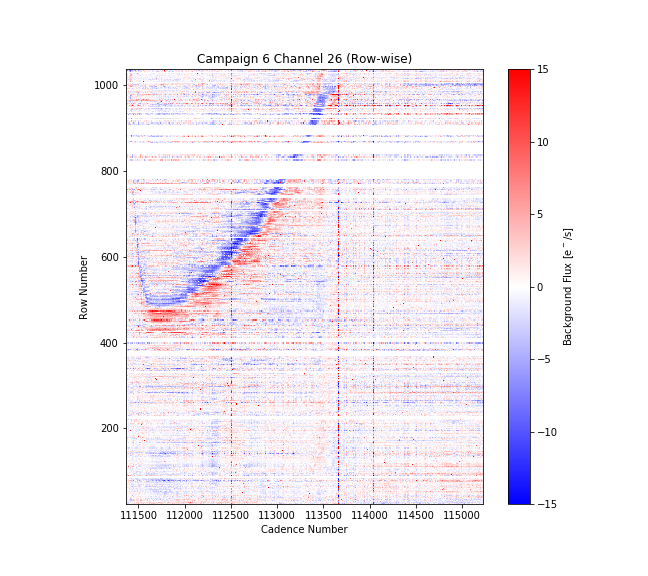 Campaign 6 Channel 26 (Row-wise)
1000
800
600
400
200
Row Number
111500 112000 112500 113000 113500 114000 114500 115000
Cadence Number
15
10
5
0
−5
−10
−15
Background Flux [e⁻/s]